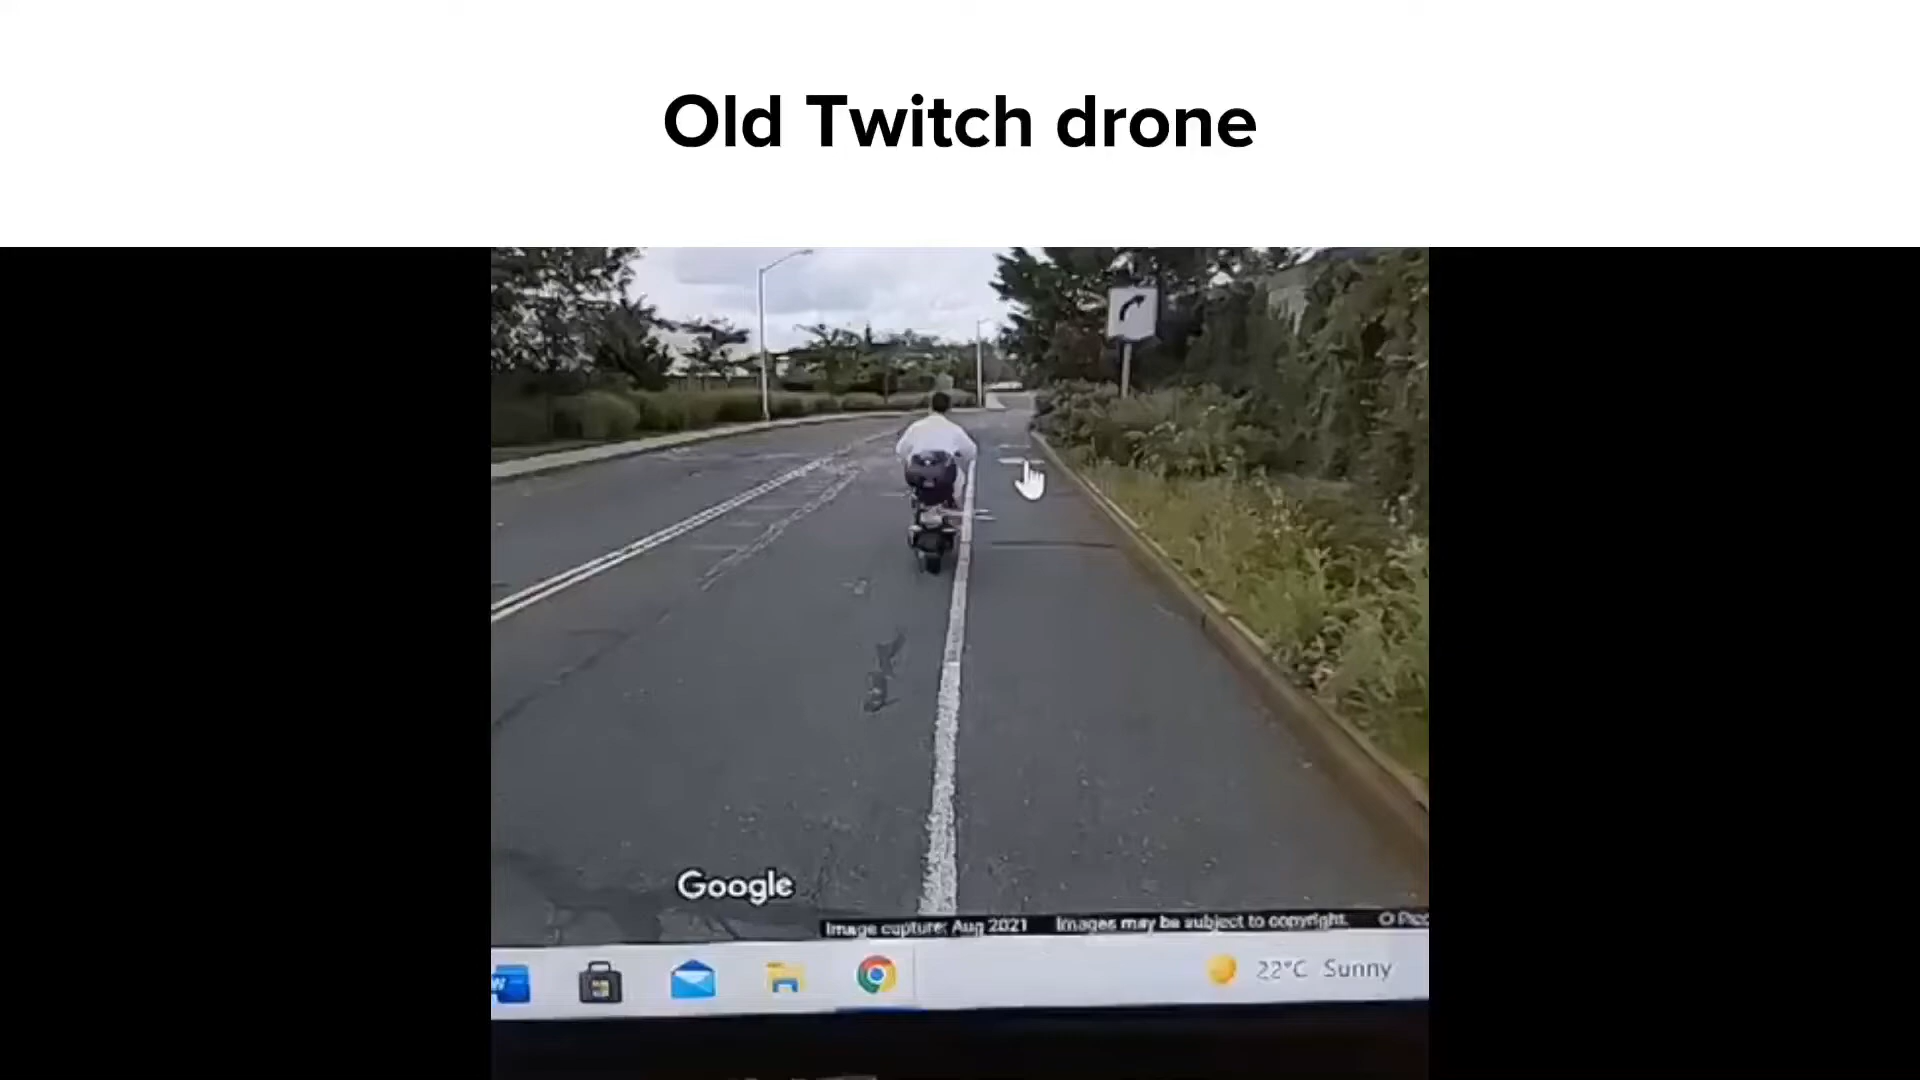 Old Twitch drone
Google
Image capture: Aug 2021 Images may be subject to copyright.
W
22°C Sunny